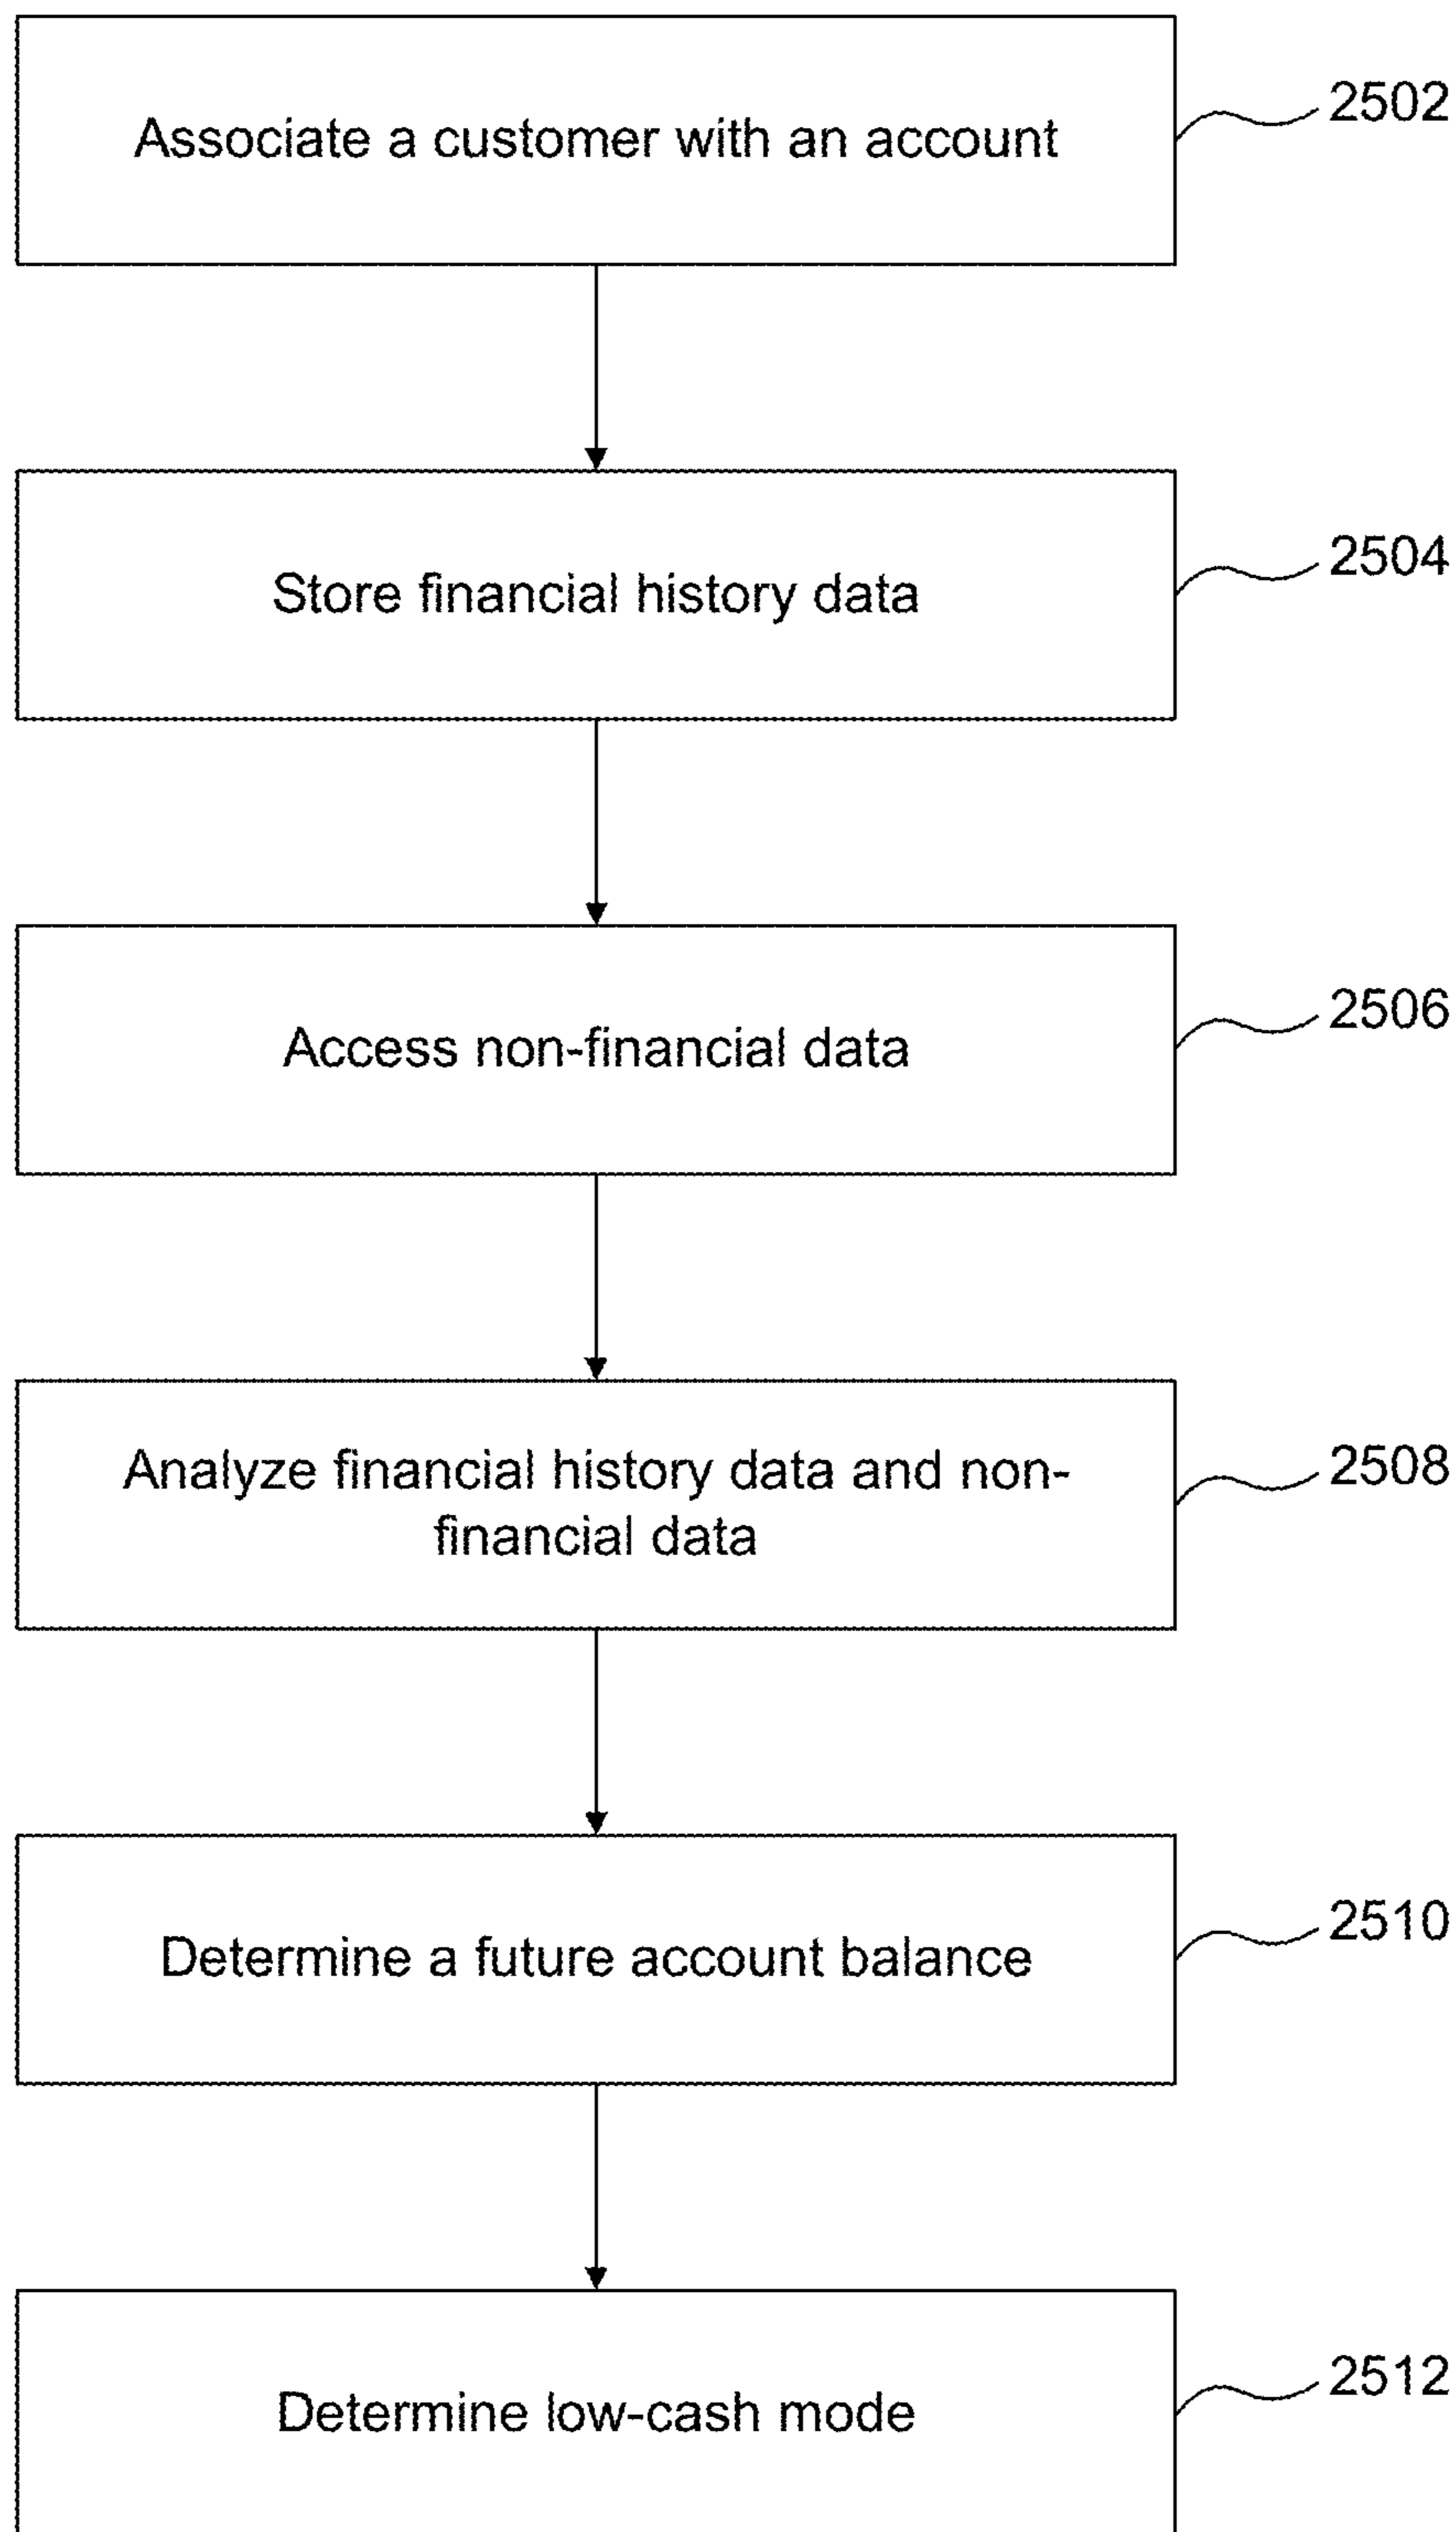 Associate a customer with an account
2502
Store financial history data
2504
Access non-financial data
2506
Analyze financial history data and non-
financial data
2508
Determine a future account balance
2510
Determine low-cash mode
2512